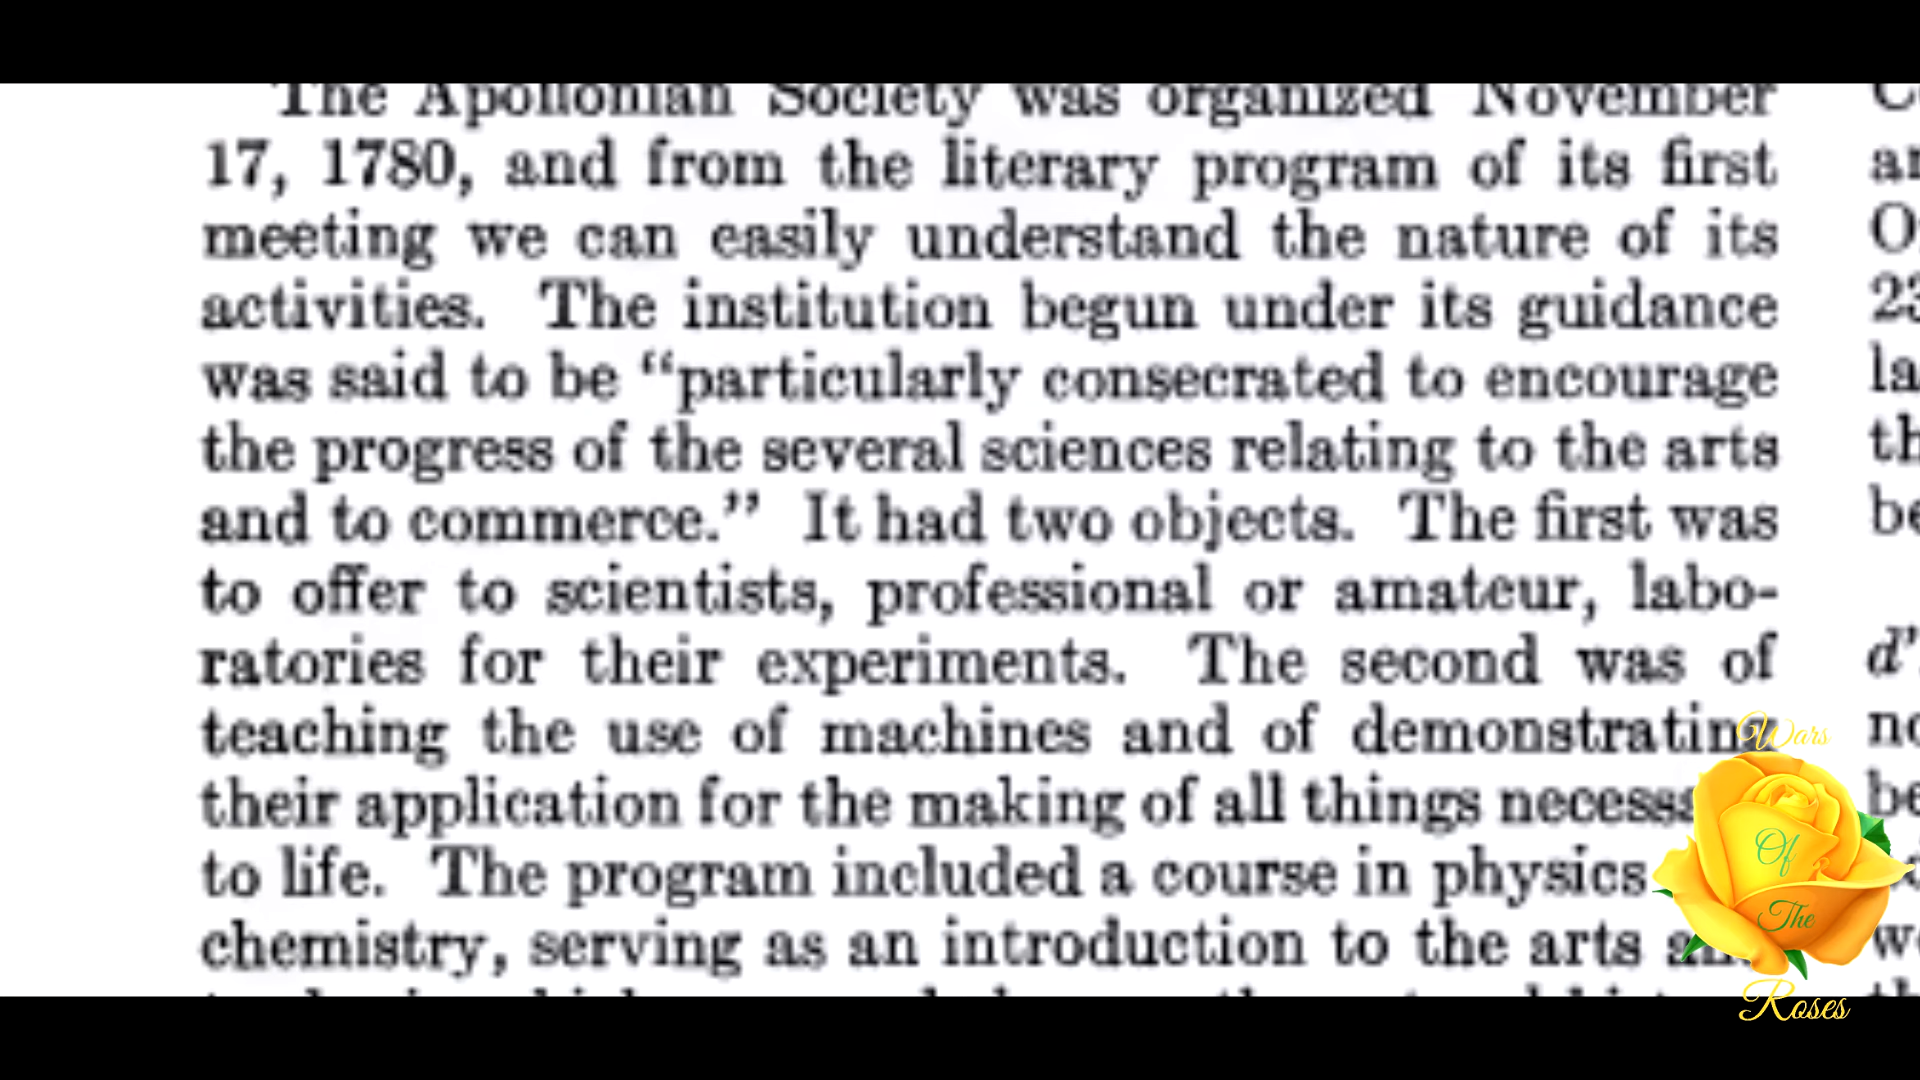 The Apollonian Society was organized November
17, 1780, and from the literary program of its first
meeting we can easily understand the nature of its
activities. The institution begun under its guidance
was said to be “particularly consecrated to encourage
the progress of the several sciences relating to the arts
and to commerce.” It had two objects. The first was
to offer to scientists, professional or amateur, labo-
ratories for their experiments. The second was of
teaching the use of machines and of demonstrating
their application for the making of all things
to life. The program included a course in physics
chemistry, serving as an introduction to the arts
Wars
Of
The
Roses